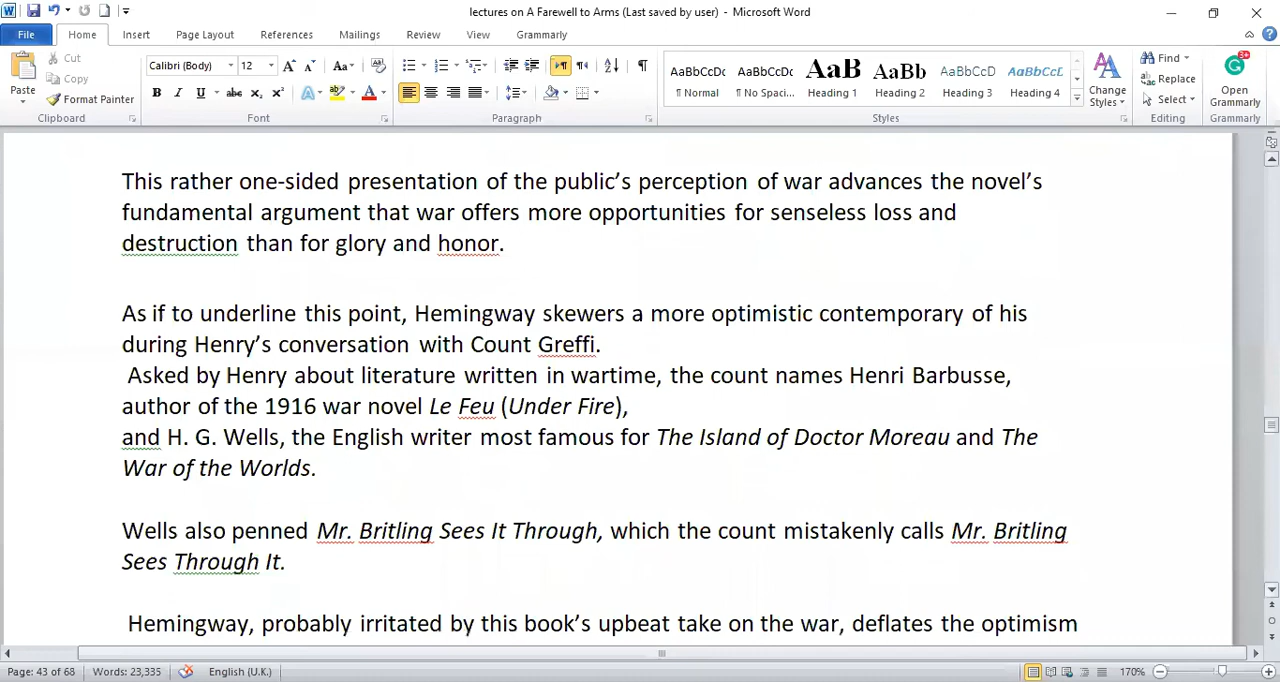 lectures on A Farewell to Arms (Last saved by user) - Microsoft Word
File Home Insert Page Layout References Mailings Review View Grammarly
Cut
Copy
Format Painter
Paste
Clipboard
Calibri (Body) 12
Font
Paragraph
AaBbCcDc AaBbCcDc AaB AaBb AaBbCcD AaBbCcL
¶ Normal ¶ No Spaci... Heading 1 Heading 2 Heading 3 Heading 4
Change
Styles
Styles
Find
Replace
Select
Editing
Open
Grammarly
Grammarly
This rather one-sided presentation of the public’s perception of war advances the novel’s
fundamental argument that war offers more opportunities for senseless loss and
destruction than for glory and honor.
As if to underline this point, Hemingway skewers a more optimistic contemporary of his
during Henry’s conversation with Count Greffi.
Asked by Henry about literature written in wartime, the count names Henri Barbusse,
author of the 1916 war novel Le Feu (Under Fire),
and H. G. Wells, the English writer most famous for The Island of Doctor Moreau and The
War of the Worlds.
Wells also penned Mr. Britling Sees It Through, which the count mistakenly calls Mr. Britling
Sees Through It.
Hemingway, probably irritated by this book’s upbeat take on the war, deflates the optimism
Page: 43 of 68 Words: 23,335 English (U.K.) 170%